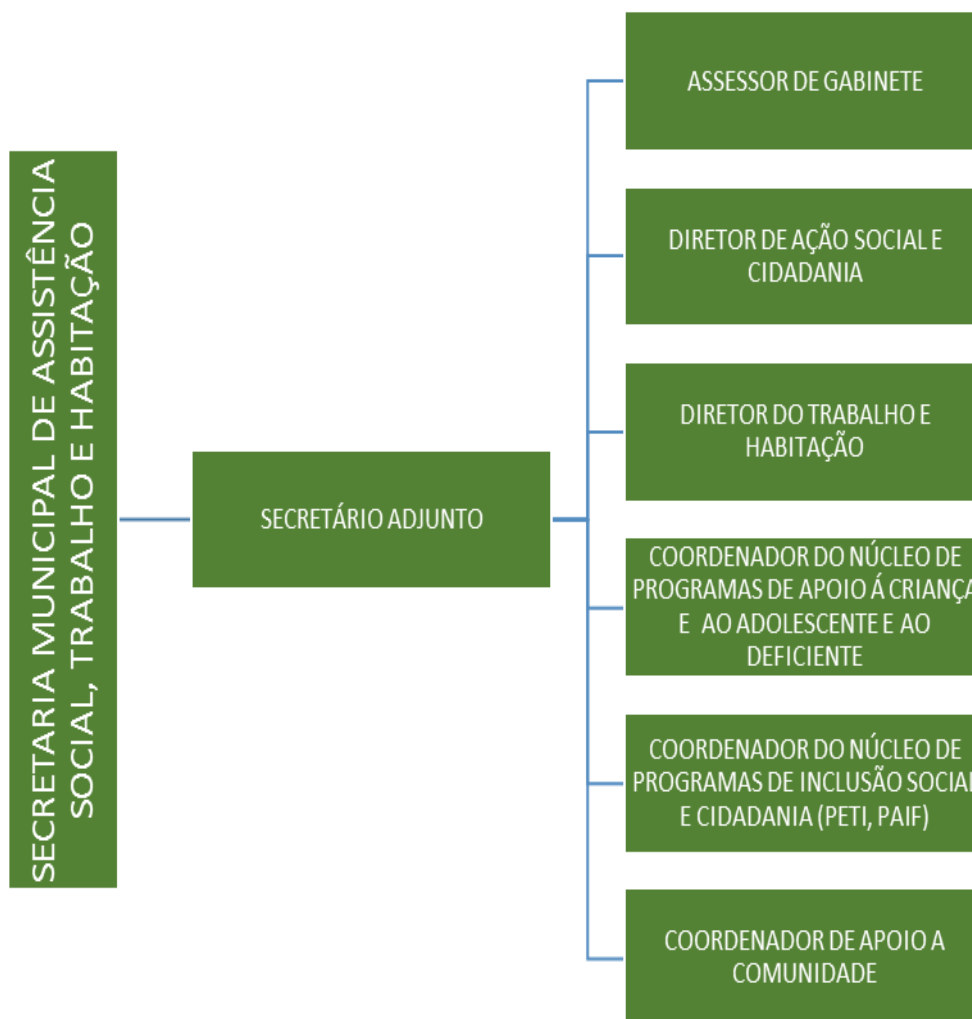 SECRETARIA MUNICIPAL DE ASSISTÊNCIA
SOCIAL, TRABALHO E HABITAÇÃO
SECRETÁRIO ADJUNTO
ASSESSOR DE GABINETE
DIRETOR DE AÇÃO SOCIAL E
CIDADANIA
DIRETOR DO TRABALHO E
HABITAÇÃO
COORDENADOR DO NÚCLEO DE
PROGRAMAS DE APOIO Á CRIANÇA
E AO ADOLESCENTE E AO
DEFICIENTE
COORDENADOR DO NÚCLEO DE
PROGRAMAS DE INCLUSÃO SOCIAL
E CIDADANIA (PETI, PAIF)
COORDENADOR DE APOIO A
COMUNIDADE